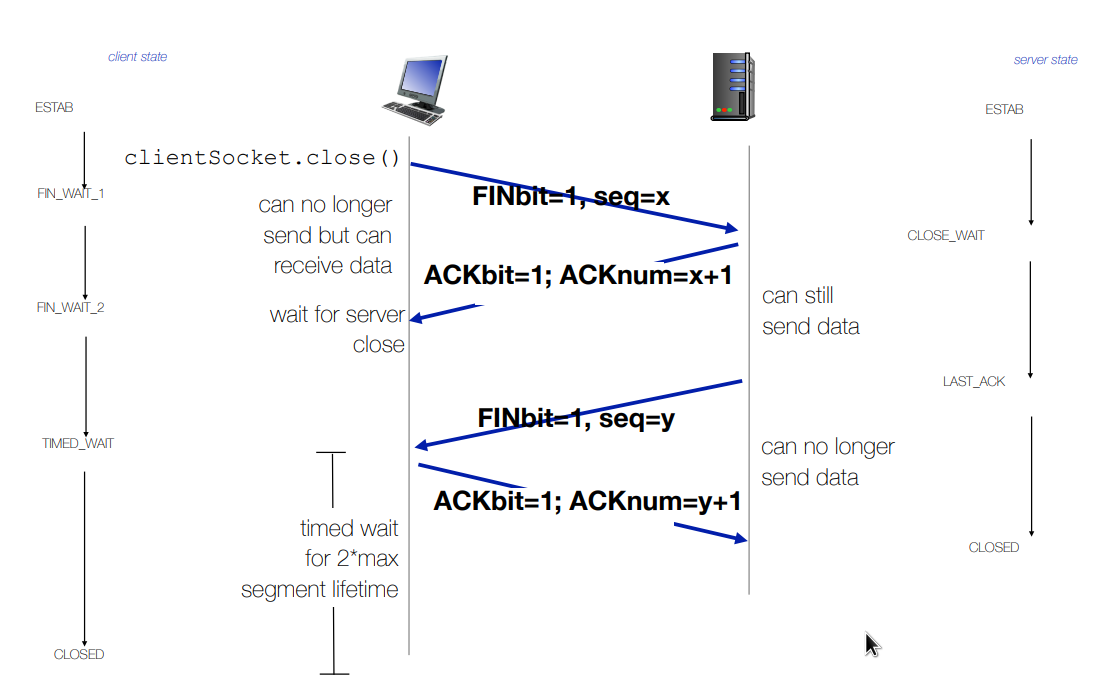 client state
server state
ESTAB
ESTAB
clientSocket.close()
FIN_WAIT_1
FINbit=1, seq=x
can no longer
send but can
receive data
CLOSE_WAIT
ACKbit=1; ACKnum=x+1
can still
send data
FIN_WAIT_2
wait for server
close
LAST_ACK
FINbit=1, seq=y
TIMED_WAIT
can no longer
send data
ACKbit=1; ACKnum=y+1
timed wait
for 2*max
segment lifetime
CLOSED
CLOSED